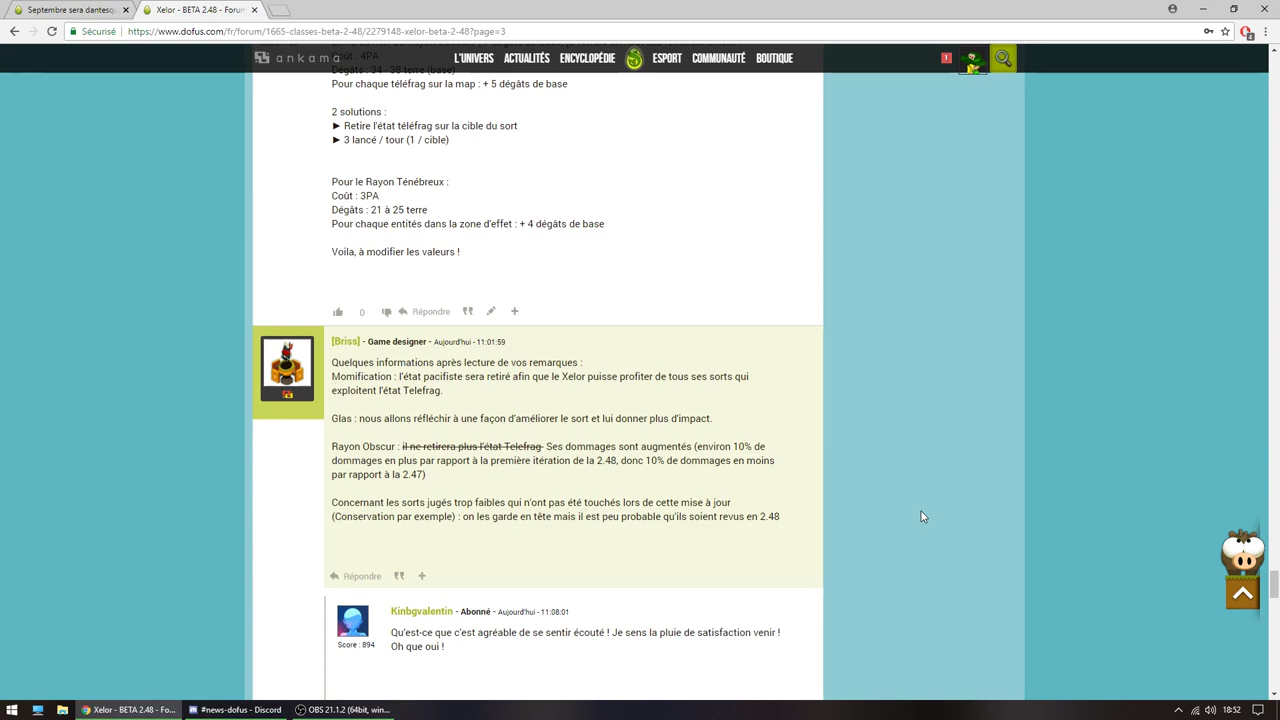 Septembre sera dantesq
Xelor - BETA 2.48 - Forum
Sécurisé
https://www.dofus.com/fr/forum/1665-classes-beta-2-48/2279148-xelor-beta-2-48?page=3
ankama
L'UNIVERS ACTUALITÉS ENCYCLOPÉDIE ESPORT COMMUNAUTÉ BOUTIQUE
1
Coût : 4PA
Dégâts : 34 - 38 terre (base)
Pour chaque téléfrag sur la map : + 5 dégâts de base
2 solutions :
► Retire l'état téléfrag sur la cible du sort
► 3 lancé / tour (1 / cible)
Pour le Rayon Ténébreux :
Coût : 3PA
Dégâts : 21 à 25 terre
Pour chaque entités dans la zone d'effet : + 4 dégâts de base
Voila, à modifier les valeurs !
0 Répondre
[Briss] - Game designer - Aujourd'hui - 11:01:59
Quelques informations après lecture de vos remarques :
Momification : l'état pacifiste sera retiré afin que le Xelor puisse profiter de tous ses sorts qui
exploitent l'état Telefrag.
Glas : nous allons réfléchir à une façon d'améliorer le sort et lui donner plus d'impact.
Rayon Obscur : il ne retirera plus l'état Telefrag Ses dommages sont augmentés (environ 10% de
dommages en plus par rapport à la première itération de la 2.48, donc 10% de dommages en moins
par rapport à la 2.47)
Concernant les sorts jugés trop faibles qui n'ont pas été touchés lors de cette mise à jour
(Conservation par exemple) : on les garde en tête mais il est peu probable qu'ils soient revus en 2.48
Répondre
Kinbgvalentin - Abonné - Aujourd'hui - 11:08:01
Score : 894
Qu'est-ce que c'est agréable de se sentir écouté ! Je sens la pluie de satisfaction venir !
Oh que oui !
Xelor - BETA 2.48 - Fo...
#news-dofus - Discord
OBS 21.1.2 (64bit, win...
18:52